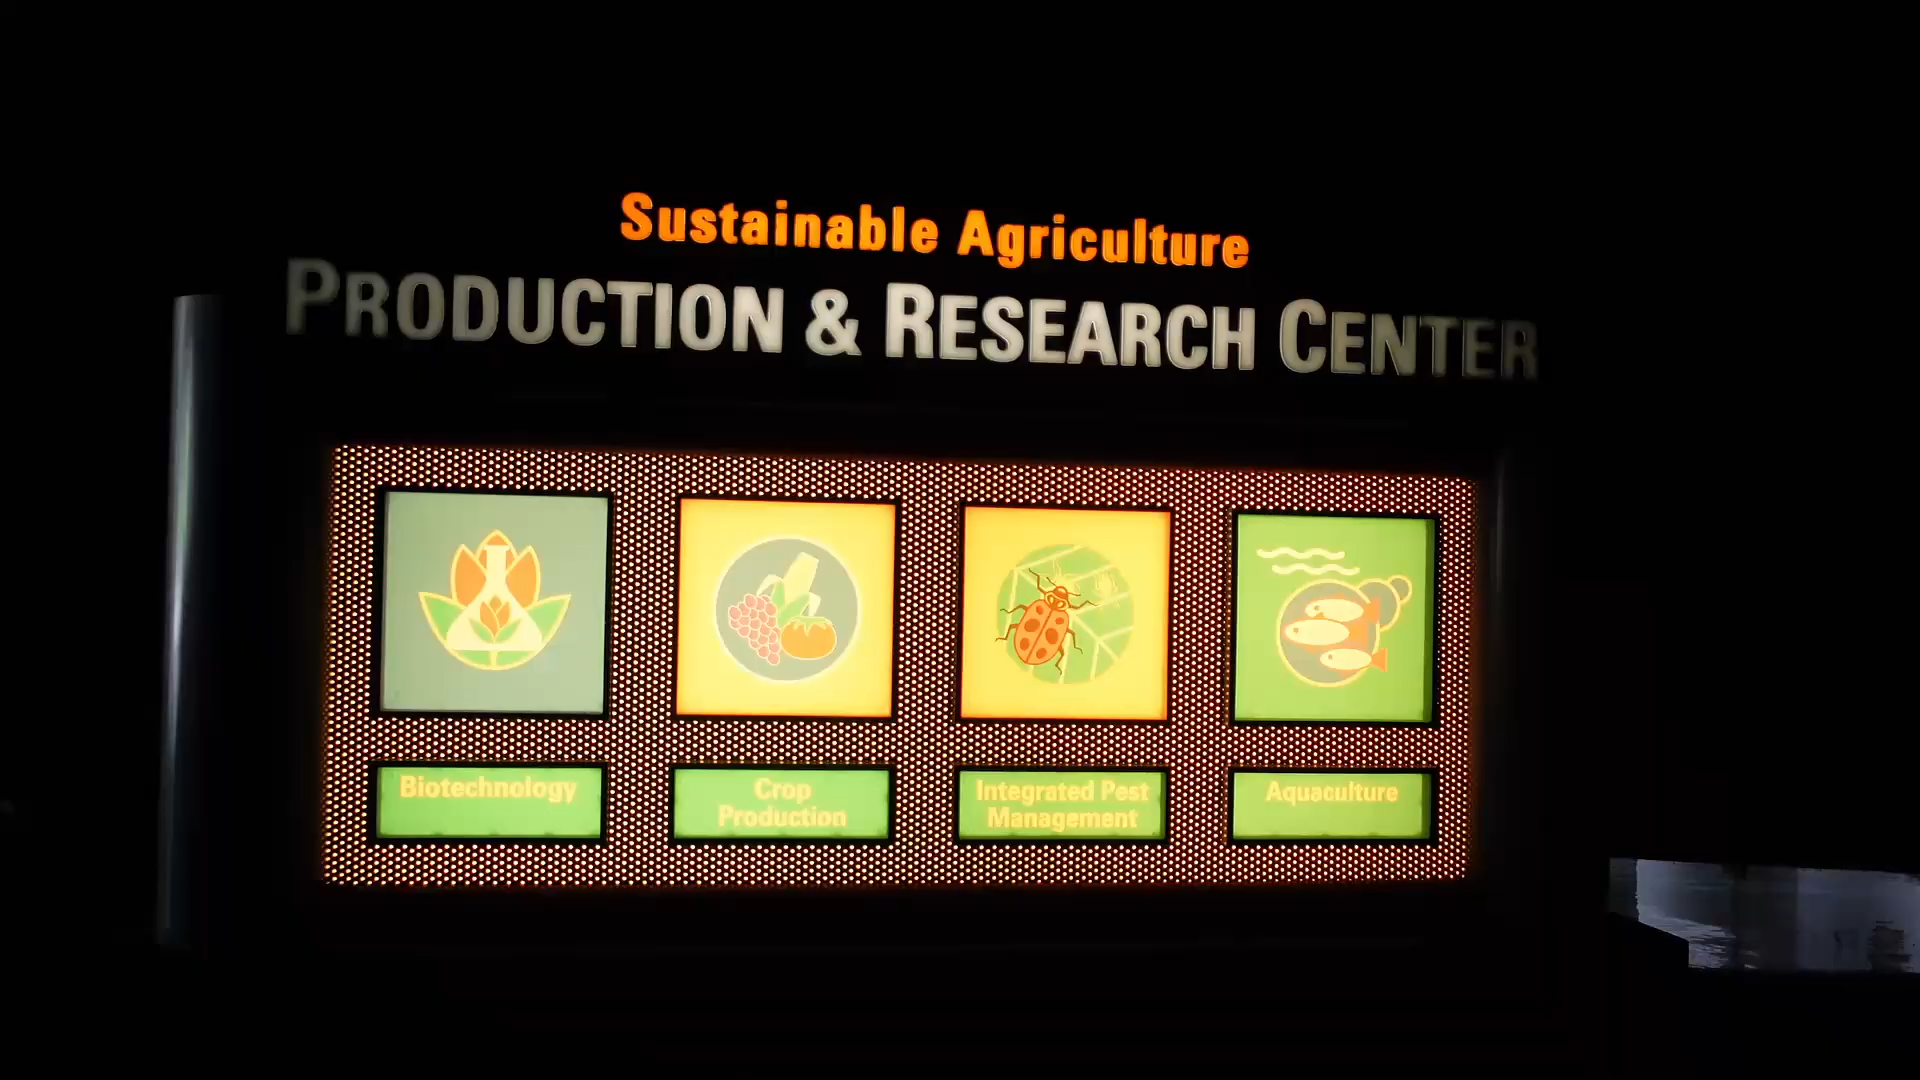 Sustainable Agriculture
PRODUCTION & RESEARCH CENTER
Biotechnology
Crop
Production
Integrated Pest
Management
Aquaculture